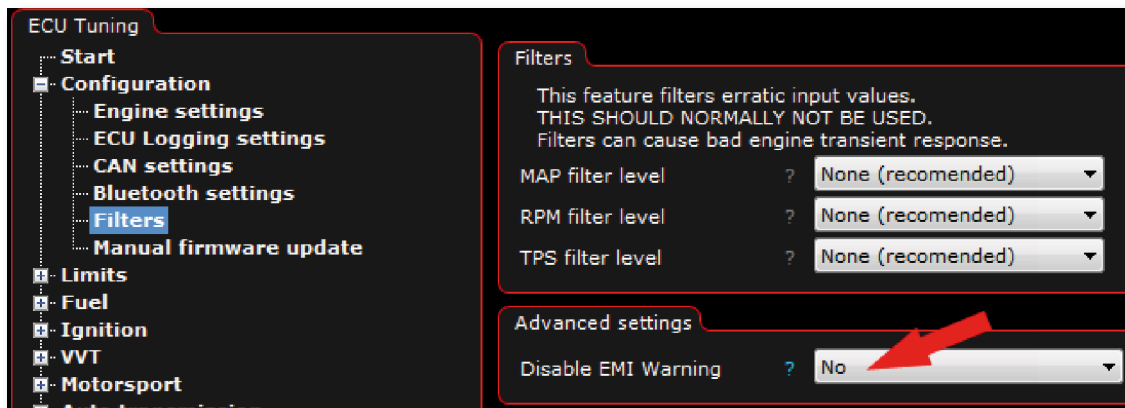 ECU Tuning
Start
Configuration
Engine settings
ECU Logging settings
CAN settings
Bluetooth settings
Filters
Manual firmware update
Limits
Fuel
Ignition
VVT
Motorsport
Filters
This feature filters erratic input values.
THIS SHOULD NORMALLY NOT BE USED.
Filters can cause bad engine transient response.
MAP filter level ? None (recomended)
RPM filter level ? None (recomended)
TPS filter level ? None (recomended)
Advanced settings
Disable EMI Warning ? No